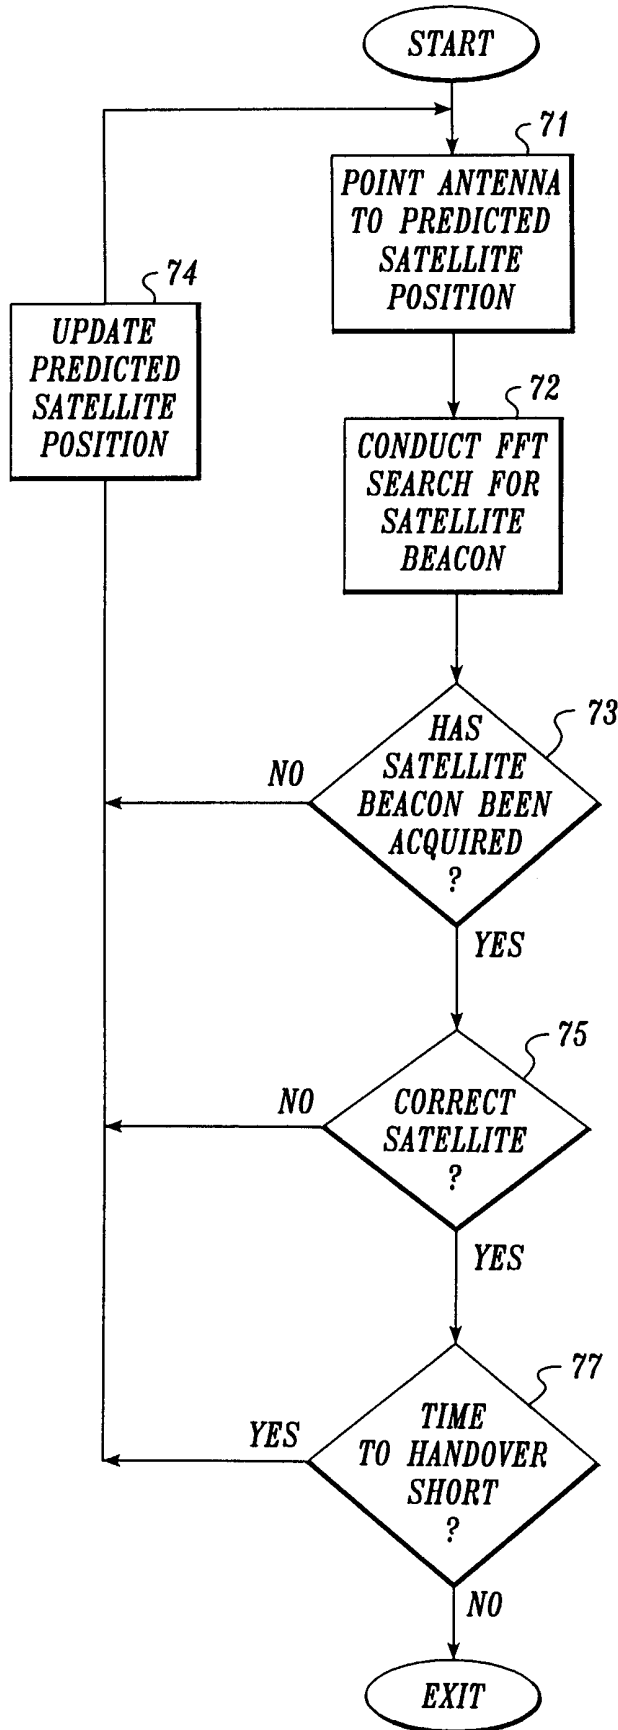 START
71
POINT ANTENNA
TO PREDICTED
SATELLITE
POSITION
74
UPDATE
PREDICTED
SATELLITE
POSITION
72
CONDUCT FFT
SEARCH FOR
SATELLITE
BEACON
73
HAS
SATELLITE
BEACON BEEN
ACQUIRED
?
NO
YES
75
CORRECT
SATELLITE
?
NO
YES
77
TIME
TO HANDOVER
SHORT
?
YES
NO
EXIT